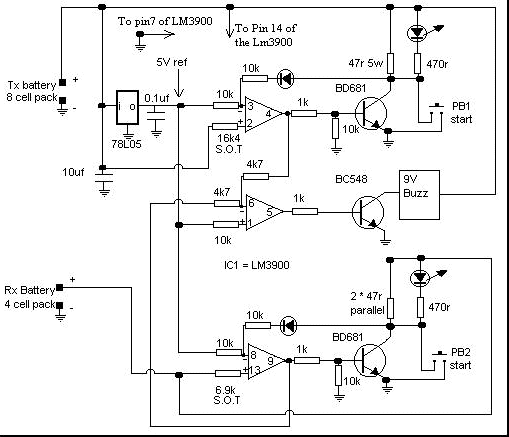 To pin7 of LM3900
To Pin 14 of
the Lm3900
5V ref
10k
47r 5w
470r
BD681
Tx battery
8 cell pack
+
-
i o
0.1uf
78L05
10k
3
-
+
2
4
1k
10k
PB1
start
16k4
S.O.T
10uf
4k7
4k7
6
-
+
1
5
1k
BC548
9V
Buzz
10k
IC1 = LM3900
Rx Battery
4 cell pack
+
-
2 * 47r
parallel
470r
10k
BD681
10k
8
-
+13
9
1k
10k
PB2
start
6.9k
S.O.T